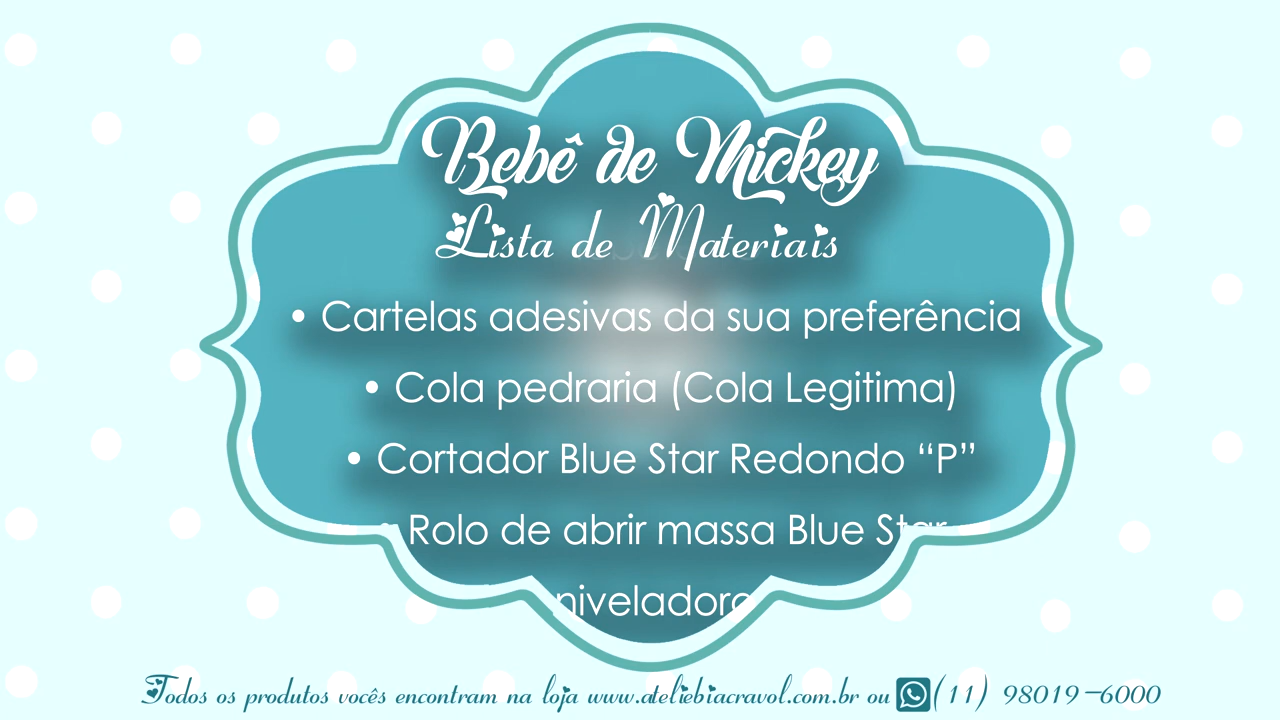 Bebê de Mickey
Lista de Materiais
• Cartelas adesivas da sua preferência
• Cola pedraria (Cola Legitima)
• Cortador Blue Star Redondo “P”
• Rolo de abrir massa Blue Star
niveladora
Todos os produtos vocês encontram na loja www.ateliebiacravol.com.br ou (11) 98019-6000